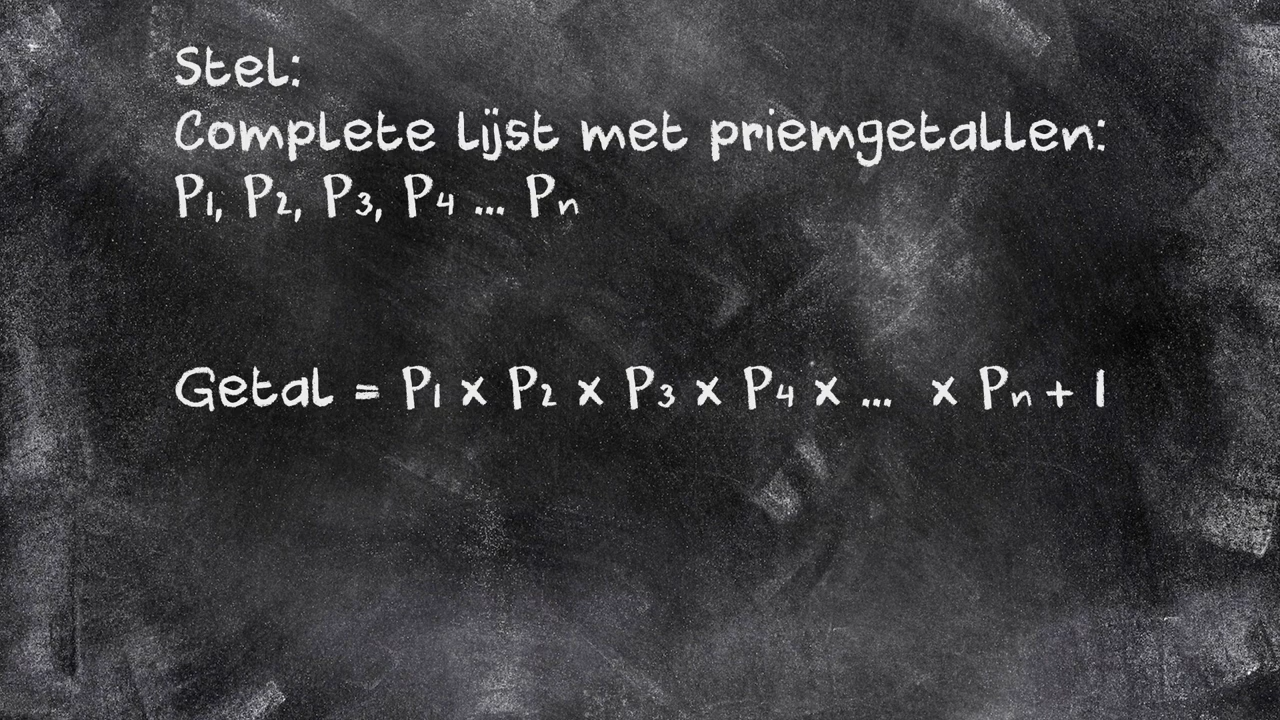 Stel:
Complete lijst met priemgetallen:
P1, P2, P3, P4 ... Pn
Getal = P1 x P2 x P3 x P4 x ... x Pn + 1